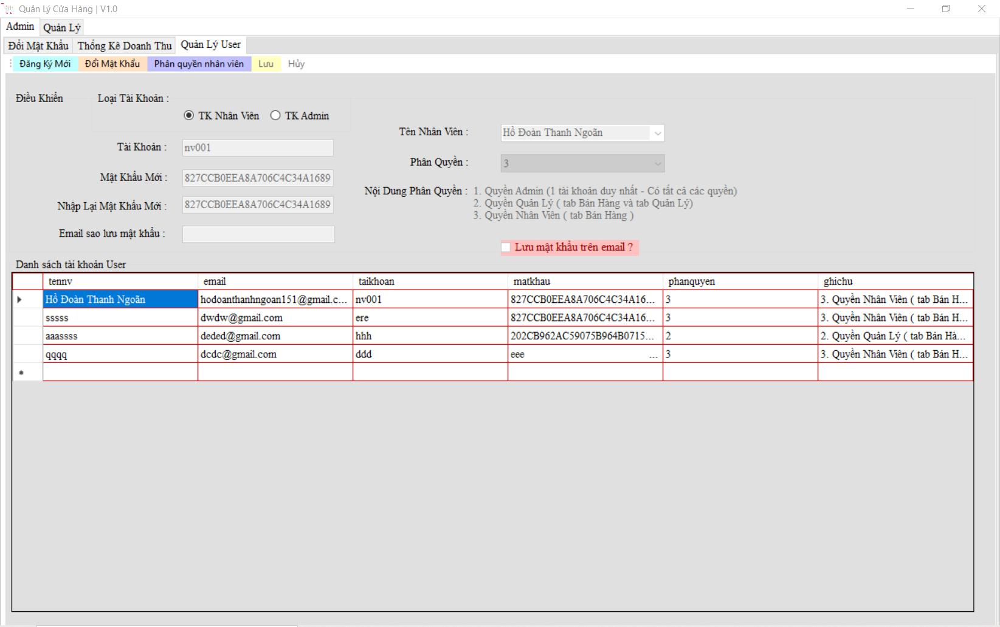 Quản Lý Cửa Hàng | V1.0
Admin Quản Lý
Đổi Mật Khẩu Thống Kê Doanh Thu Quản Lý User
Đăng Ký Mới Đổi Mật Khẩu Phân quyền nhân viên Lưu Hủy
Điều Khiển Loại Tài Khoản :
TK Nhân Viên TK Admin
Tên Nhân Viên : Hồ Đoàn Thanh Ngoãn
Tài Khoản : nv001
Phân Quyền : 3
Mật Khẩu Mới : 827CCB0EEA8A706C4C34A1689
Nội Dung Phân Quyền : 1. Quyền Admin (1 tài khoản duy nhất - Có tất cả các quyền)
2. Quyền Quản Lý ( tab Bán Hàng và tab Quản Lý)
3. Quyền Nhân Viên ( tab Bán Hàng )
Nhập Lại Mật Khẩu Mới : 827CCB0EEA8A706C4C34A1689
Email sao lưu mật khẩu :
Lưu mật khẩu trên email ?
Danh sách tài khoản User
tennv email taikhoan matkhau phanquyen ghichu
Hồ Đoàn Thanh Ngoãn hodoanthanhngoan151@gmail.c... nv001 827CCB0EEA8A706C4C34A16... 3 3. Quyền Nhân Viên ( tab Bán H...
sssss dwdw@gmail.com ere 827CCB0EEA8A706C4C34A16... 3 3. Quyền Nhân Viên ( tab Bán H...
aaassss deded@gmail.com hhh 202CB962AC59075B964B0715... 2 2. Quyền Quản Lý ( tab Bán Hà...
qqqq dcdc@gmail.com ddd eee ... 3 3. Quyền Nhân Viên ( tab Bán H...